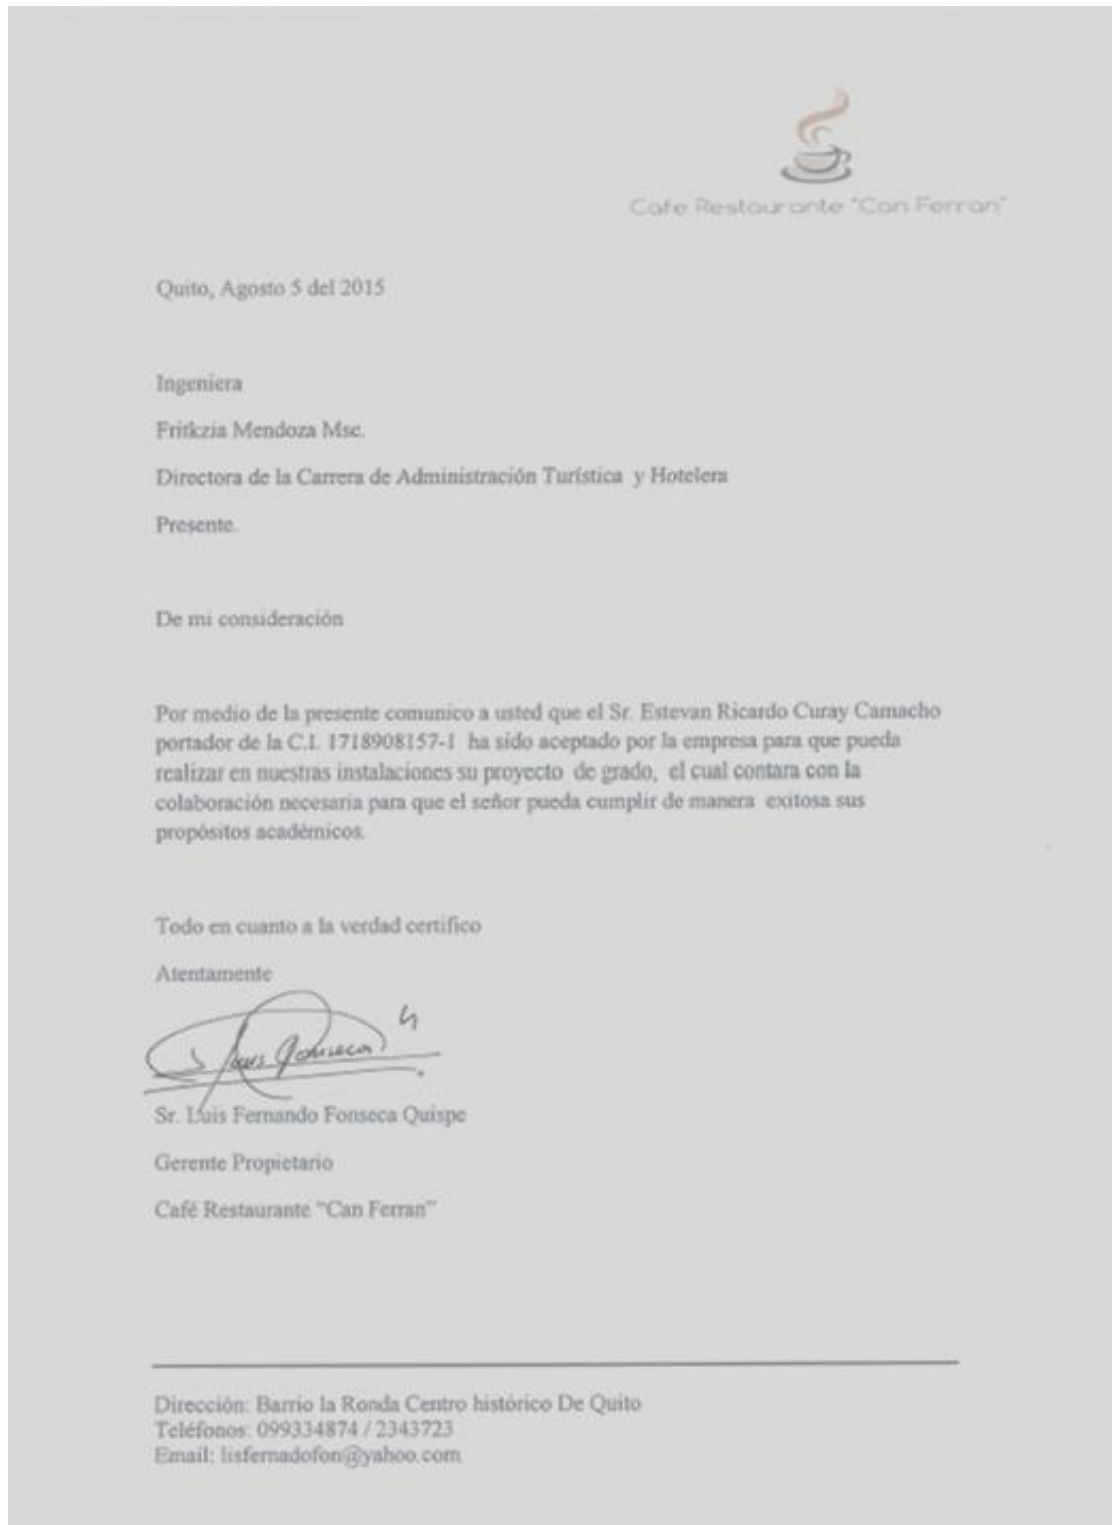 Cafe Restaurante "Can Ferran"
Quito, Agosto 5 del 2015
Ingeniera
Fritkzia Mendoza Msc.
Directora de la Carrera de Administración Turística y Hotelera
Presente.
De mi consideración
Por medio de la presente comunico a usted que el Sr. Estevan Ricardo Curay Camacho
portador de la C.I. 1718908157-1 ha sido aceptado por la empresa para que pueda
realizar en nuestras instalaciones su proyecto de grado, el cual contara con la
colaboración necesaria para que el señor pueda cumplir de manera exitosa sus
propósitos académicos.
Todo en cuanto a la verdad certifico
Atentamente
Luis Fonseca
Sr. Luis Fernando Fonseca Quispe
Gerente Propietario
Café Restaurante “Can Ferran”
Dirección: Barrio la Ronda Centro histórico De Quito
Teléfonos: 099334874 / 2343723
Email: lisfernadofon@yahoo.com